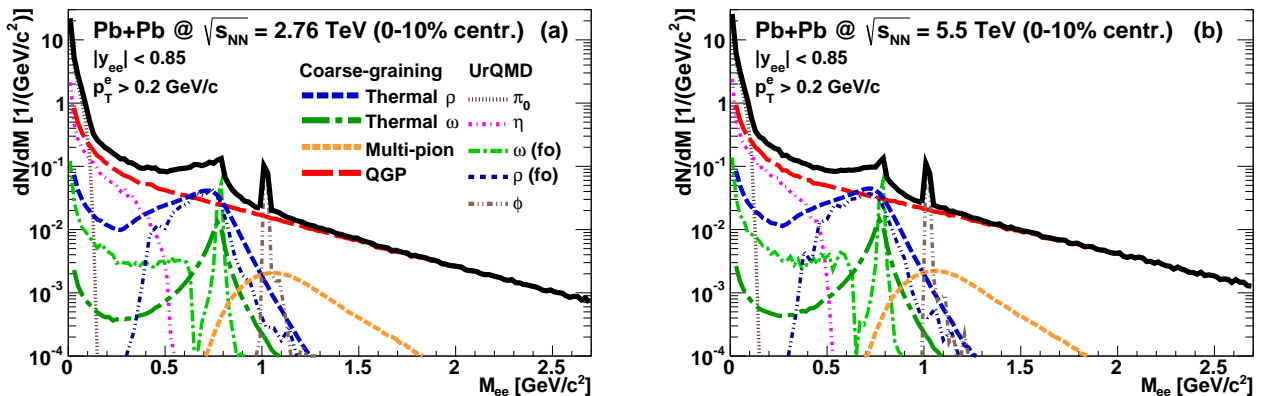 Pb+Pb @ √s_NN = 2.76 TeV (0-10% centr.) (a)
|y_ee| < 0.85
p_T^e > 0.2 GeV/c
Coarse-graining
Thermal ρ
Thermal ω
Multi-pion
QGP
UrQMD
π_0
η
ω (fo)
ρ (fo)
ϕ
dN/dM [1/(GeV/c^2)]
10
1
10^-1
10^-2
10^-3
10^-4
0 0.5 1 1.5 2 2.5
M_ee [GeV/c^2]
Pb+Pb @ √s_NN = 5.5 TeV (0-10% centr.) (b)
|y_ee| < 0.85
p_T^e > 0.2 GeV/c
dN/dM [1/(GeV/c^2)]
10
1
10^-1
10^-2
10^-3
10^-4
0 0.5 1 1.5 2 2.5
M_ee [GeV/c^2]